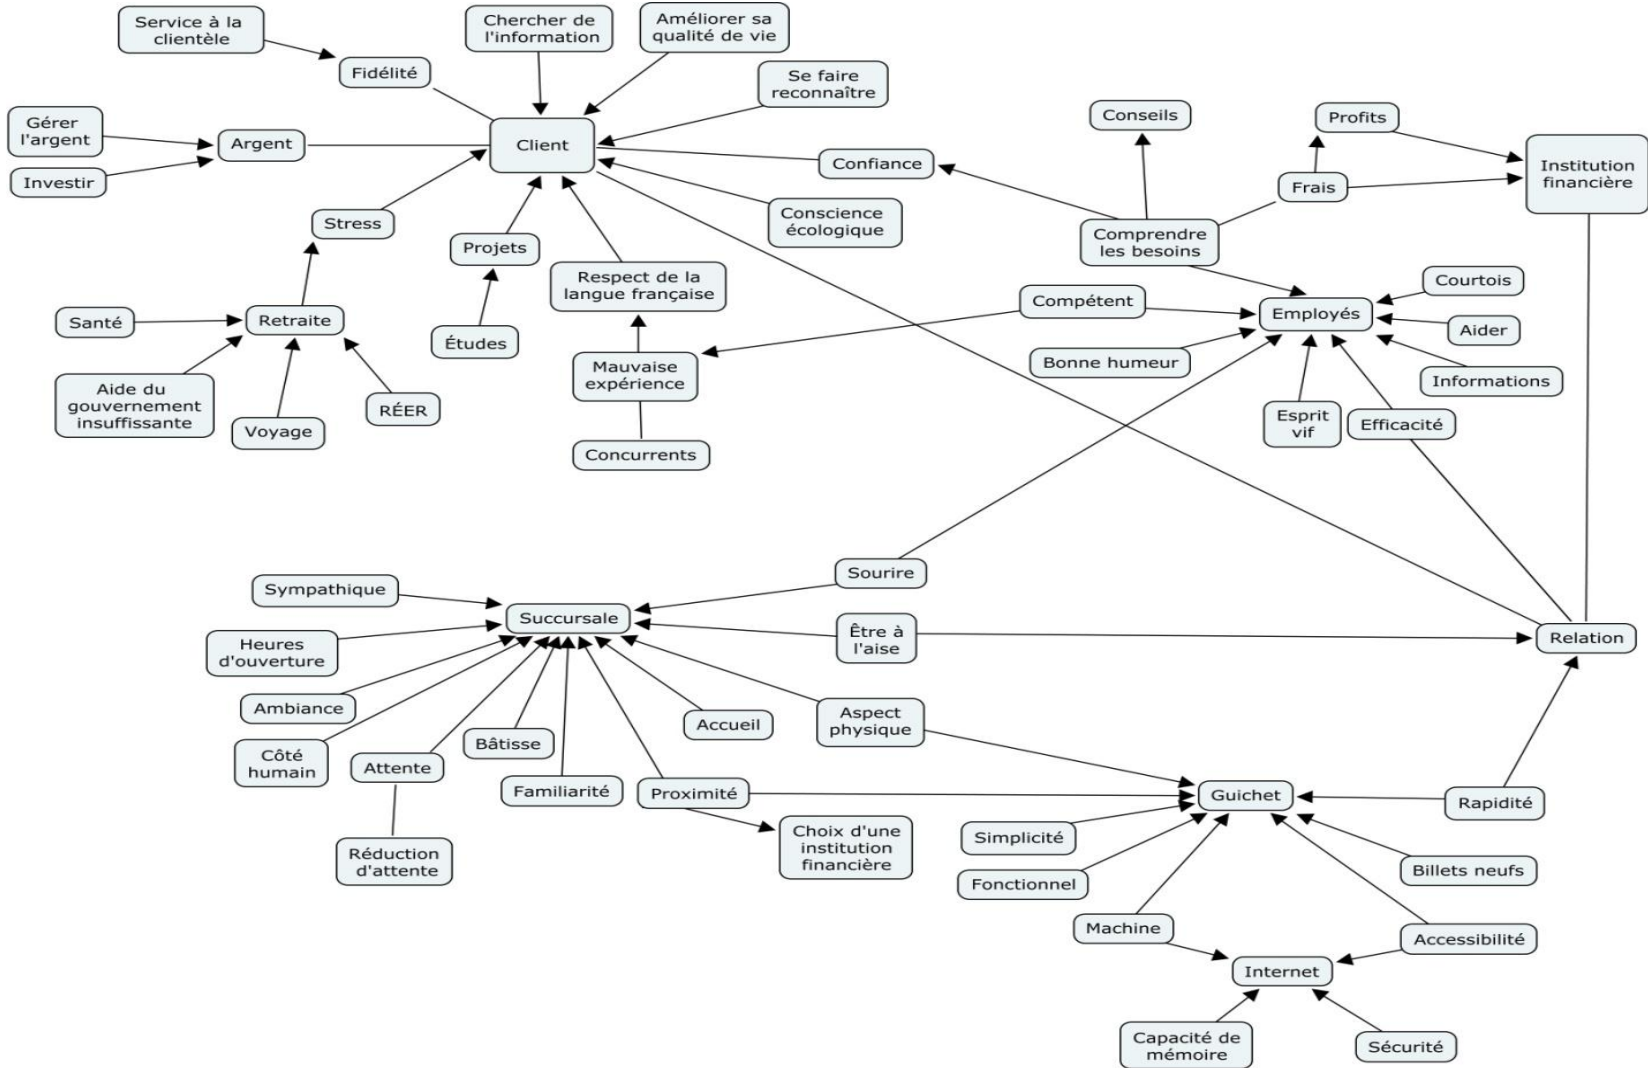 Service à la
clientèle
Chercher de
l'information
Améliorer sa
qualité de vie
Fidélité
Se faire
reconnaître
Gérer
l'argent
Argent
Client
Conseils
Profits
Institution
financière
Investir
Confiance
Frais
Stress
Projets
Conscience
écologique
Comprendre
les besoins
Respect de la
langue française
Compétent
Courtois
Santé
Retraite
Études
Employés
Aider
Mauvaise
expérience
Bonne humeur
Informations
Aide du
gouvernement
insuffissante
Voyage
RÉER
Esprit
vif
Efficacité
Concurrents
Sourire
Sympathique
Succursale
Heures
d'ouverture
Être à
l'aise
Relation
Ambiance
Accueil
Aspect
physique
Côté
humain
Attente
Bâtisse
Familiarité
Proximité
Guichet
Rapidité
Simplicité
Choix d'une
institution
financière
Réduction
d'attente
Fonctionnel
Billets neufs
Machine
Accessibilité
Internet
Capacité de
mémoire
Sécurité